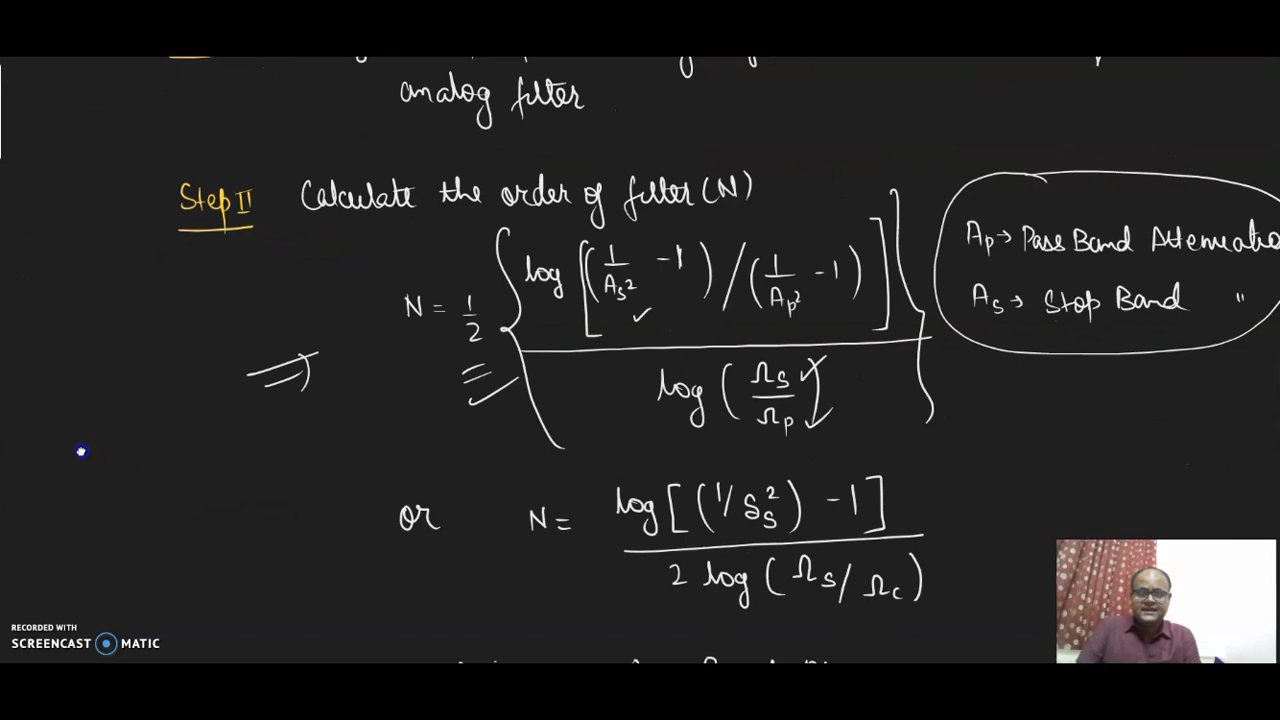 analog filter
Step II Calculate the order of filter (N)
N = 1/2 { log [ (1/As² - 1) / (1/Ap² - 1) ] / log ( Ωs/Ωp ) }
Ap → Pass Band Attenuatio
As → Stop Band "
or N = log [ (1/δs²) - 1 ] / 2 log ( Ωs/Ωc )
RECORDED WITH
SCREENCAST MATIC